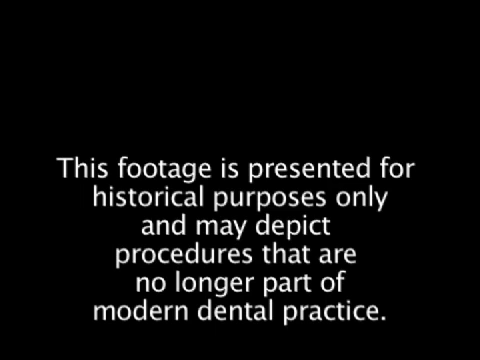 This footage is presented for
historical purposes only
and may depict
procedures that are
no longer part of
modern dental practice.